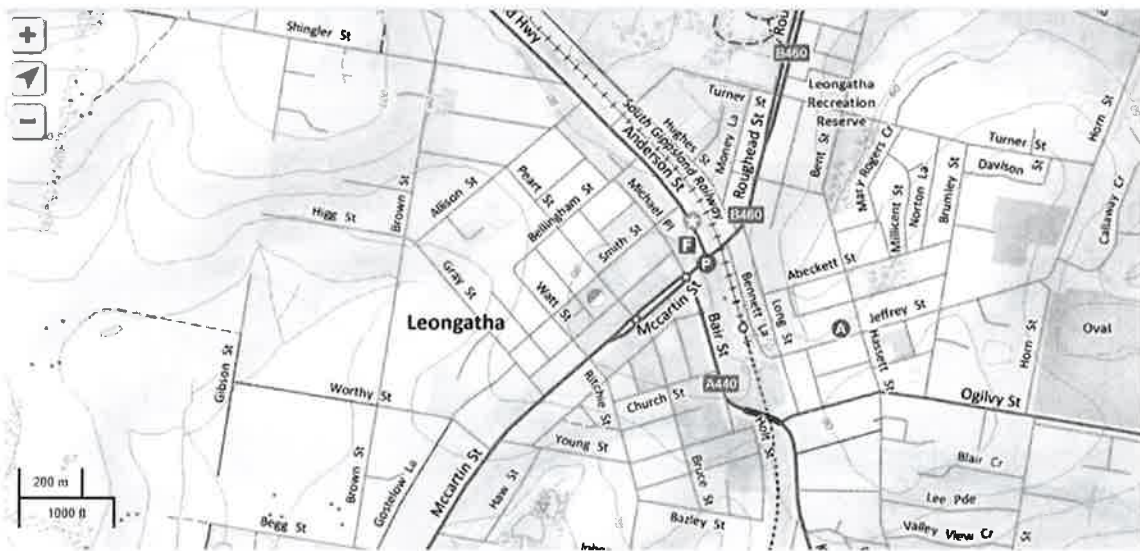 +
−
Shingler St
Hwy
B460
Leongatha
Recreation
Reserve
Turner St
Hughes St
South Gippsland Railway
Anderson St
Money La
Roughead St
Bent St
Mary Rogers Cr
Turner St
Davison St
Horn St
Callaway Cr
Millicent St
Norton La
Brumley St
Allison St
Peart St
Bellingham St
Michael Pl
Smith St
Brown St
Higg St
B460
F
P
Abeckett St
Gray St
Watt St
Leongatha
Mccartin St
Bair St
Bennett La
Long St
A
Jeffrey St
Hassett St
Horn St
Oval
Gibson St
Worthy St
Ritchie St
Church St
A440
Ogilvy St
Holt St
Young St
Mccartin St
Haw St
Bruce St
Brown St
Gostelow La
Begg St
Bazley St
Blair Cr
Lee Pde
Valley View Cr
St
200 m
1000 ft
80